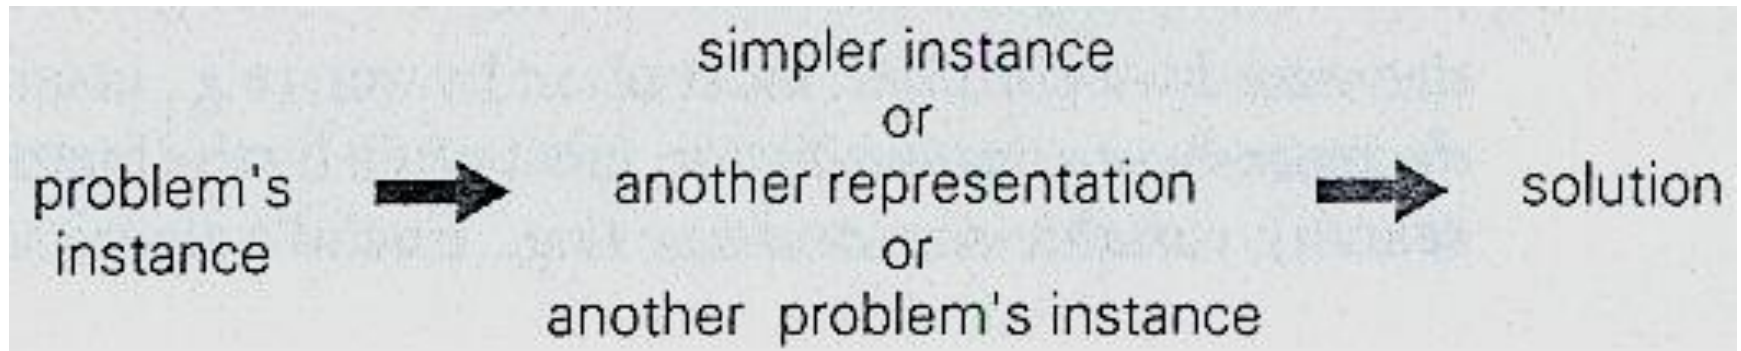 problem's
instance
simpler instance
or
another representation
or
another problem's instance
solution